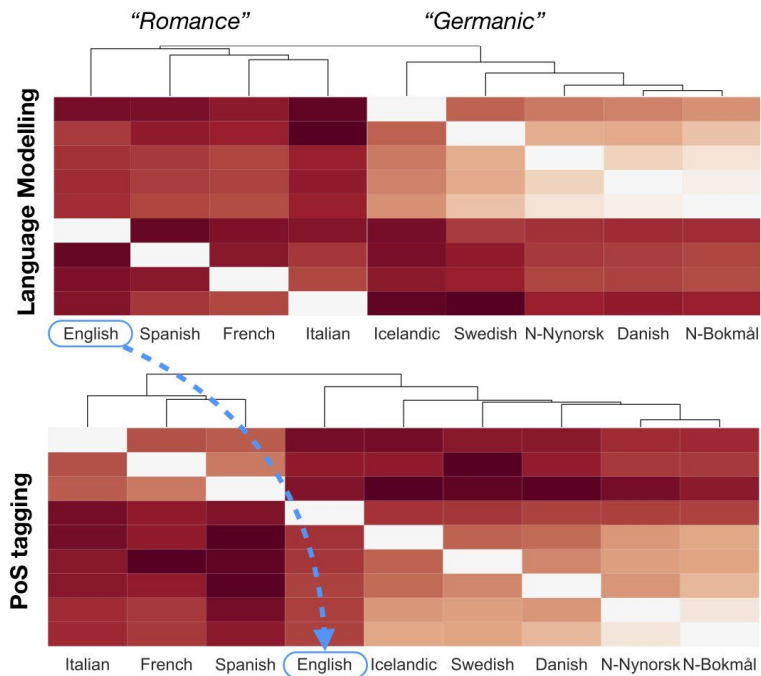 “Romance” “Germanic”
Language Modelling
English Spanish French Italian Icelandic Swedish N-Nynorsk Danish N-Bokmål
PoS tagging
Italian French Spanish English Icelandic Swedish Danish N-Nynorsk N-Bokmål